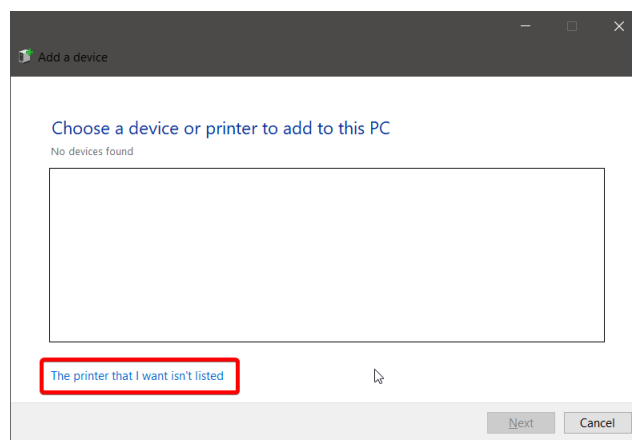 Add a device
Choose a device or printer to add to this PC
No devices found
The printer that I want isn't listed
Next Cancel